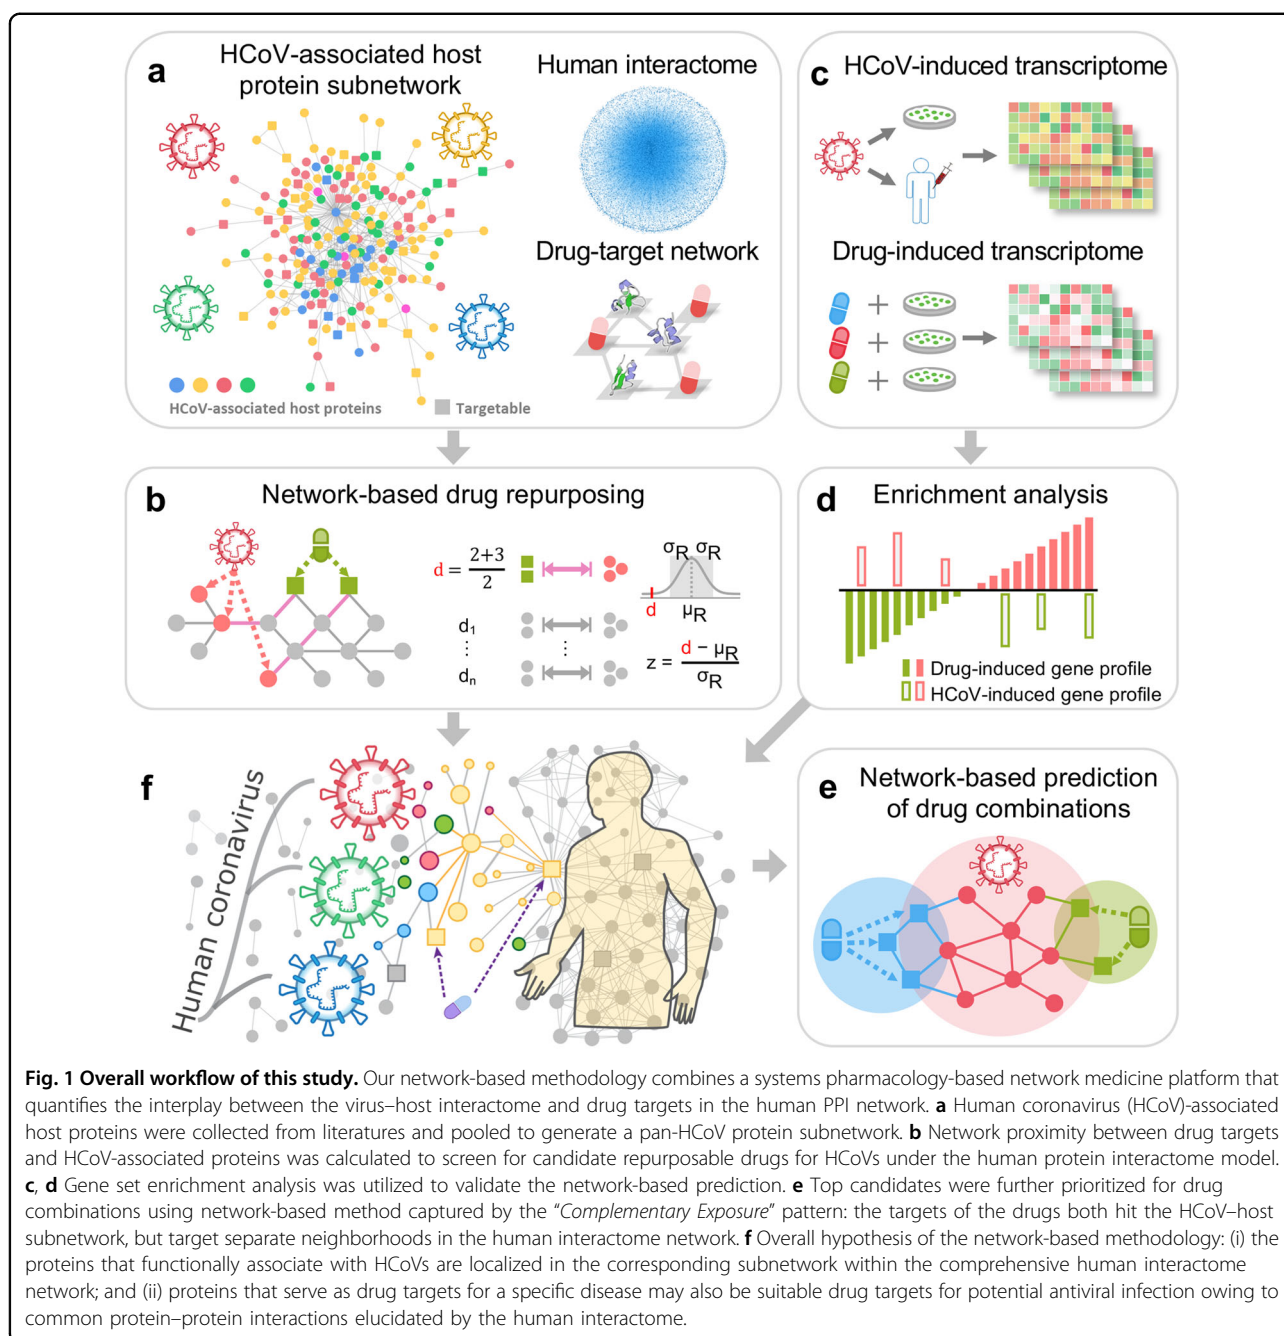 a
HCoV-associated host
protein subnetwork
Human interactome
Drug-target network
HCoV-associated host proteins
Targetable
c
HCoV-induced transcriptome
Drug-induced transcriptome
+
+
+
b
Network-based drug repurposing
d = 2+3
2
d₁
⋮
dₙ
⋮
σR σR
d
μR
z = d − μR
σR
d
Enrichment analysis
Drug-induced gene profile
HCoV-induced gene profile
f
Human coronavirus
e
Network-based prediction
of drug combinations
Fig. 1 Overall workflow of this study. Our network-based methodology combines a systems pharmacology-based network medicine platform that
quantifies the interplay between the virus–host interactome and drug targets in the human PPI network. a Human coronavirus (HCoV)-associated
host proteins were collected from literatures and pooled to generate a pan-HCoV protein subnetwork. b Network proximity between drug targets
and HCoV-associated proteins was calculated to screen for candidate repurposable drugs for HCoVs under the human protein interactome model.
c, d Gene set enrichment analysis was utilized to validate the network-based prediction. e Top candidates were further prioritized for drug
combinations using network-based method captured by the “Complementary Exposure” pattern: the targets of the drugs both hit the HCoV–host
subnetwork, but target separate neighborhoods in the human interactome network. f Overall hypothesis of the network-based methodology: (i) the
proteins that functionally associate with HCoVs are localized in the corresponding subnetwork within the comprehensive human interactome
network; and (ii) proteins that serve as drug targets for a specific disease may also be suitable drug targets for potential antiviral infection owing to
common protein–protein interactions elucidated by the human interactome.